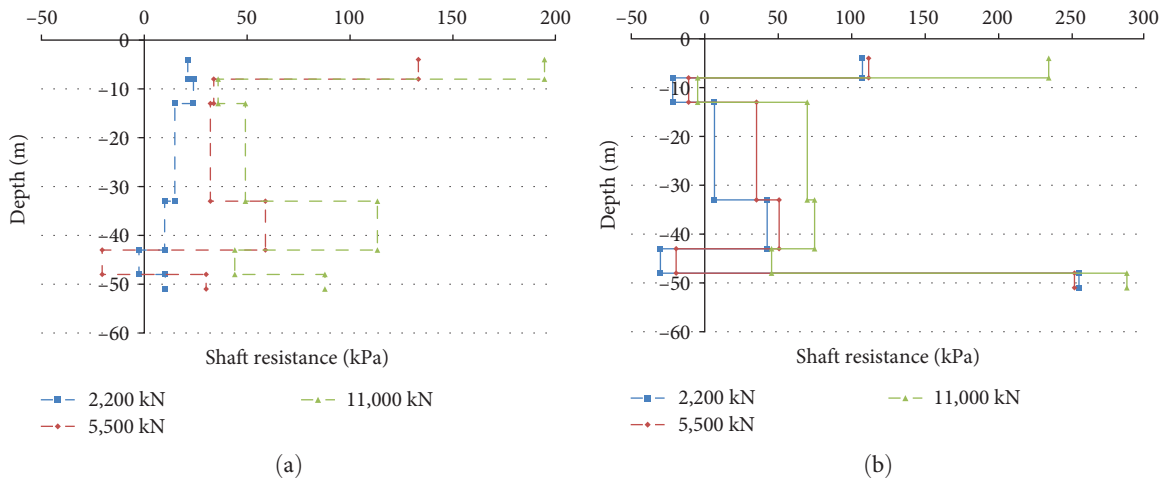 −50 0 50 100 150 200
0
−10
−20
−30
−40
−50
−60
Depth (m)
Shaft resistance (kPa)
2,200 kN
11,000 kN
5,500 kN
(a)
−50 0 50 100 150 200 250 300
0
−10
−20
−30
−40
−50
−60
Depth (m)
Shaft resistance (kPa)
2,200 kN
11,000 kN
5,500 kN
(b)